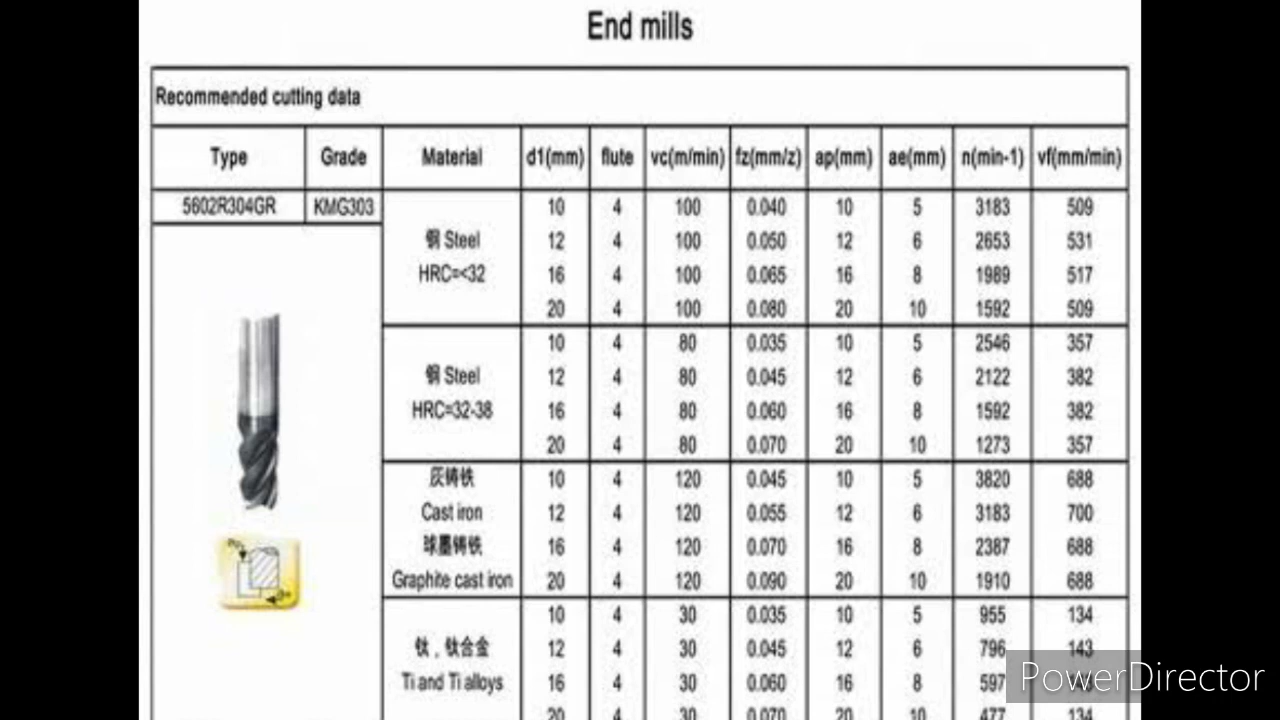 End mills
Recommended cutting data
Type Grade Material d1(mm) flute vc(m/min) fz(mm/z) ap(mm) ae(mm) n(min-1) vf(mm/min)
5602R304GR KMG303 10 4 100 0.040 10 5 3183 509
钢 Steel 12 4 100 0.050 12 6 2653 531
HRC=<32 16 4 100 0.065 16 8 1989 517
20 4 100 0.080 20 10 1592 509
10 4 80 0.035 10 5 2546 357
钢 Steel 12 4 80 0.045 12 6 2122 382
HRC=32-38 16 4 80 0.060 16 8 1592 382
20 4 80 0.070 20 10 1273 357
灰铸铁 10 4 120 0.045 10 5 3820 688
Cast iron 12 4 120 0.055 12 6 3183 700
球墨铸铁 16 4 120 0.070 16 8 2387 688
Graphite cast iron 20 4 120 0.090 20 10 1910 688
10 4 30 0.035 10 5 955 134
钛，钛合金 12 4 30 0.045 12 6 796 143
Ti and Ti alloys 16 4 30 0.060 16 8 597
20 4 30 0.070 20 10 477 134
PowerDirector